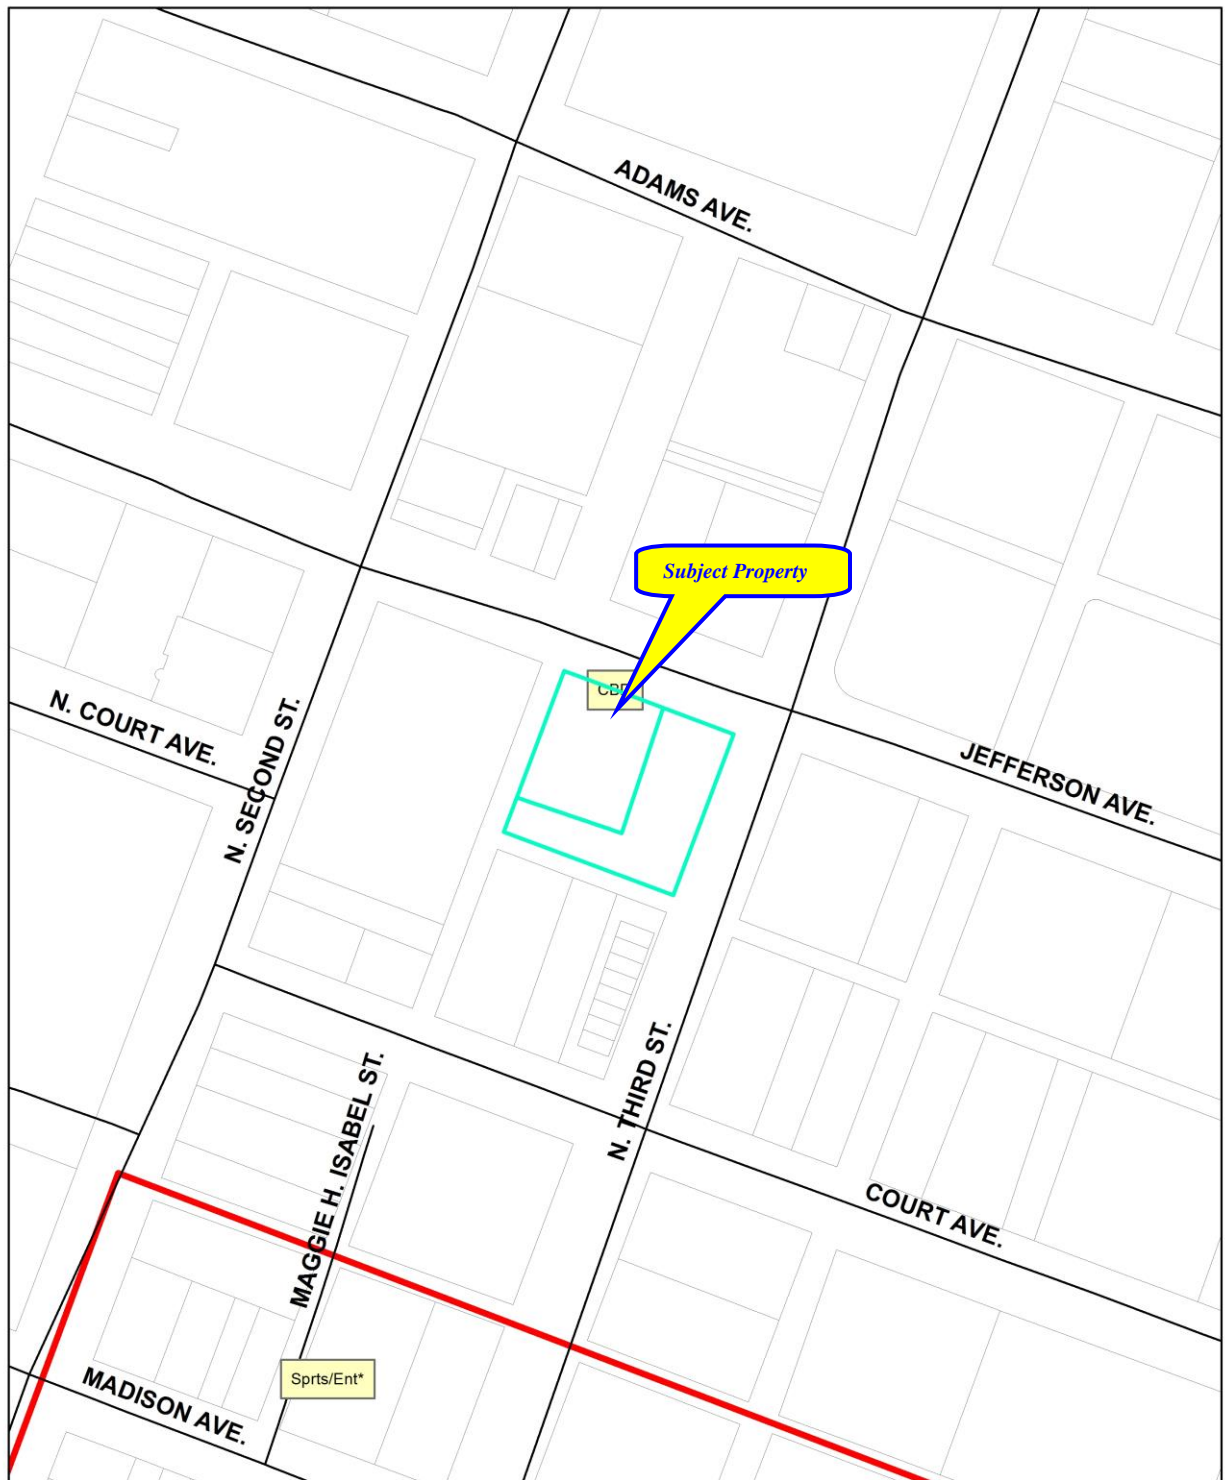 ADAMS AVE.
Subject Property
CBD
N. COURT AVE.
N. SECOND ST.
JEFFERSON AVE.
N. THIRD ST.
MAGGIE H. ISABEL ST.
COURT AVE.
Sprts/Ent*
MADISON AVE.